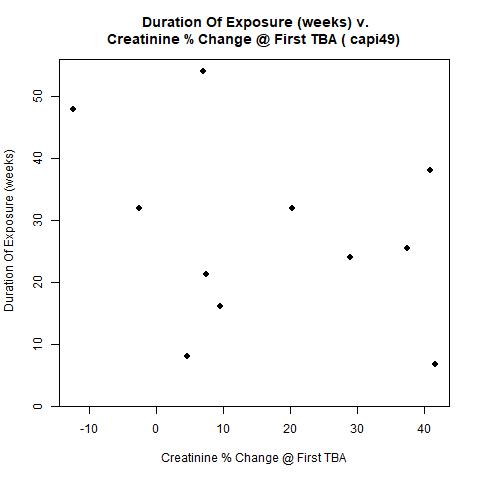 Duration Of Exposure (weeks) v.
Creatinine % Change @ First TBA ( capi49)
Duration Of Exposure (weeks)
50
40
30
20
10
0
-10 0 10 20 30 40
Creatinine % Change @ First TBA